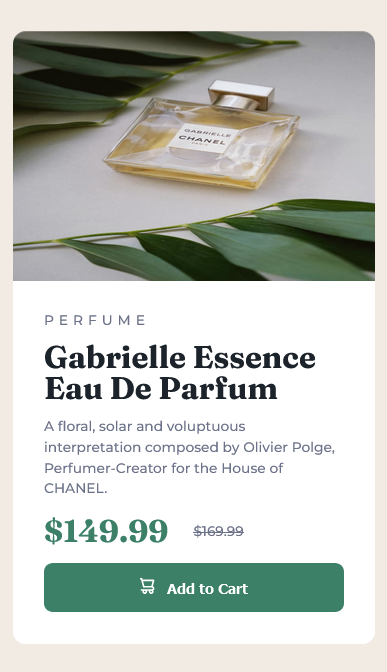 GABRIELLE
CHANEL
PARIS
PERFUME
Gabrielle Essence
Eau De Parfum
A floral, solar and voluptuous
interpretation composed by Olivier Polge,
Perfumer-Creator for the House of
CHANEL.
$149.99 $169.99
Add to Cart